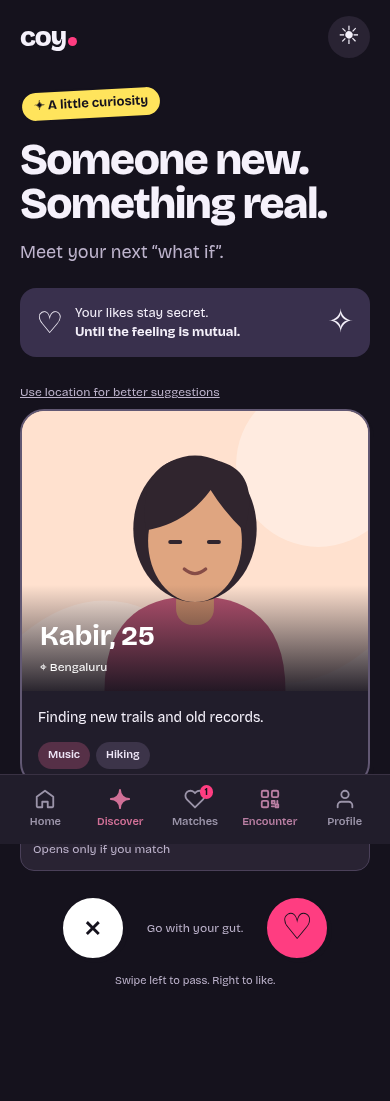 coy.
✦ A little curiosity
Someone new.
Something real.
Meet your next “what if”.
Your likes stay secret.
Until the feeling is mutual.
Use location for better suggestions
Kabir, 25
⌖ Bengaluru
Finding new trails and old records.
Music
Hiking
Home
Discover
Matches
1
Encounter
Profile
Opens only if you match
×
Go with your gut.
Swipe left to pass. Right to like.